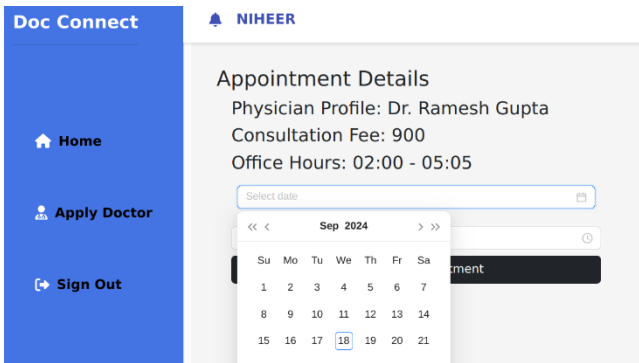 Doc Connect
NIHEER
Home
Apply Doctor
Sign Out
Appointment Details
Physician Profile: Dr. Ramesh Gupta
Consultation Fee: 900
Office Hours: 02:00 - 05:05
Select date
Sep 2024
Su Mo Tu We Th Fr Sa
1 2 3 4 5 6 7
8 9 10 11 12 13 14
15 16 17 18 19 20 21